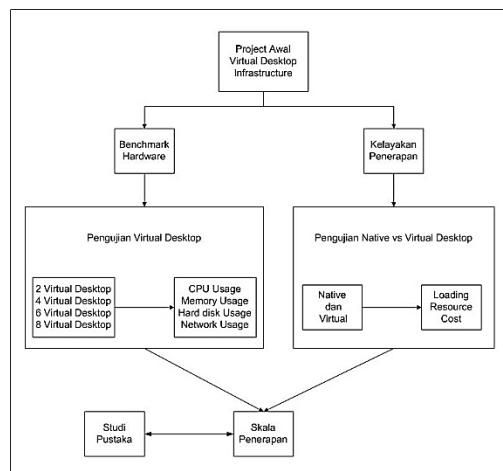 Project Awal
Virtual Desktop
Infrastructure
Benchmark
Hardware
Kelayakan
Penerapan
Pengujian Virtual Desktop
2 Virtual Desktop
4 Virtual Desktop
6 Virtual Desktop
8 Virtual Desktop
CPU Usage
Memory Usage
Hard disk Usage
Network Usage
Pengujian Native vs Virtual Desktop
Native
dan
Virtual
Loading
Resource
Cost
Studi
Pustaka
Skala
Penerapan